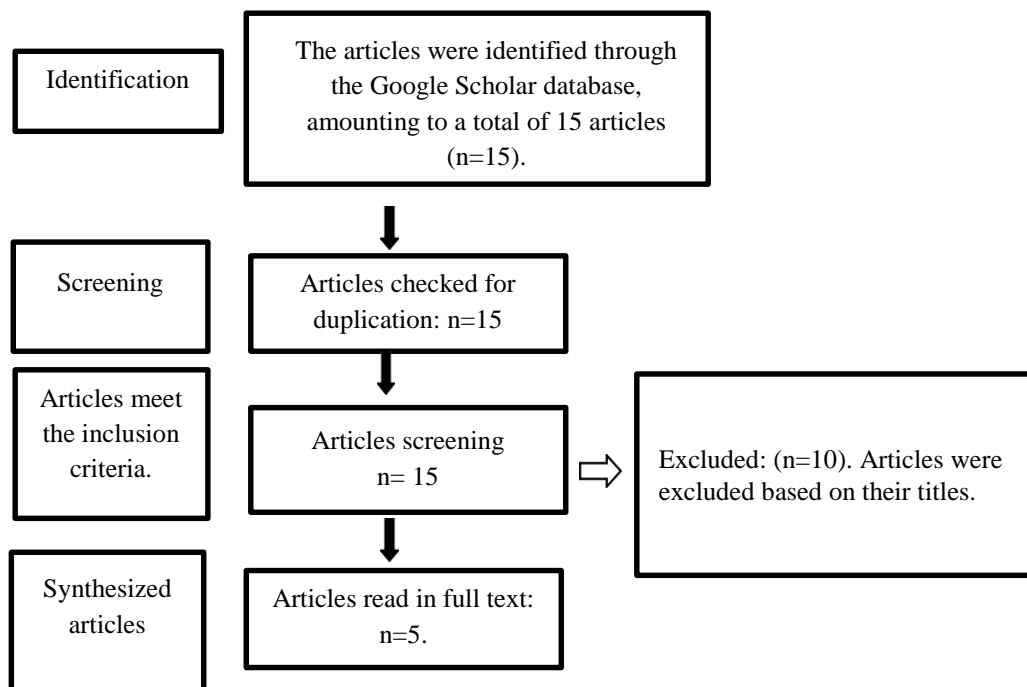 Identification
The articles were identified through
the Google Scholar database,
amounting to a total of 15 articles
(n=15).
Screening
Articles checked for
duplication: n=15
Articles meet
the inclusion
criteria.
Articles screening
n= 15
Excluded: (n=10). Articles were
excluded based on their titles.
Synthesized
articles
Articles read in full text:
n=5.